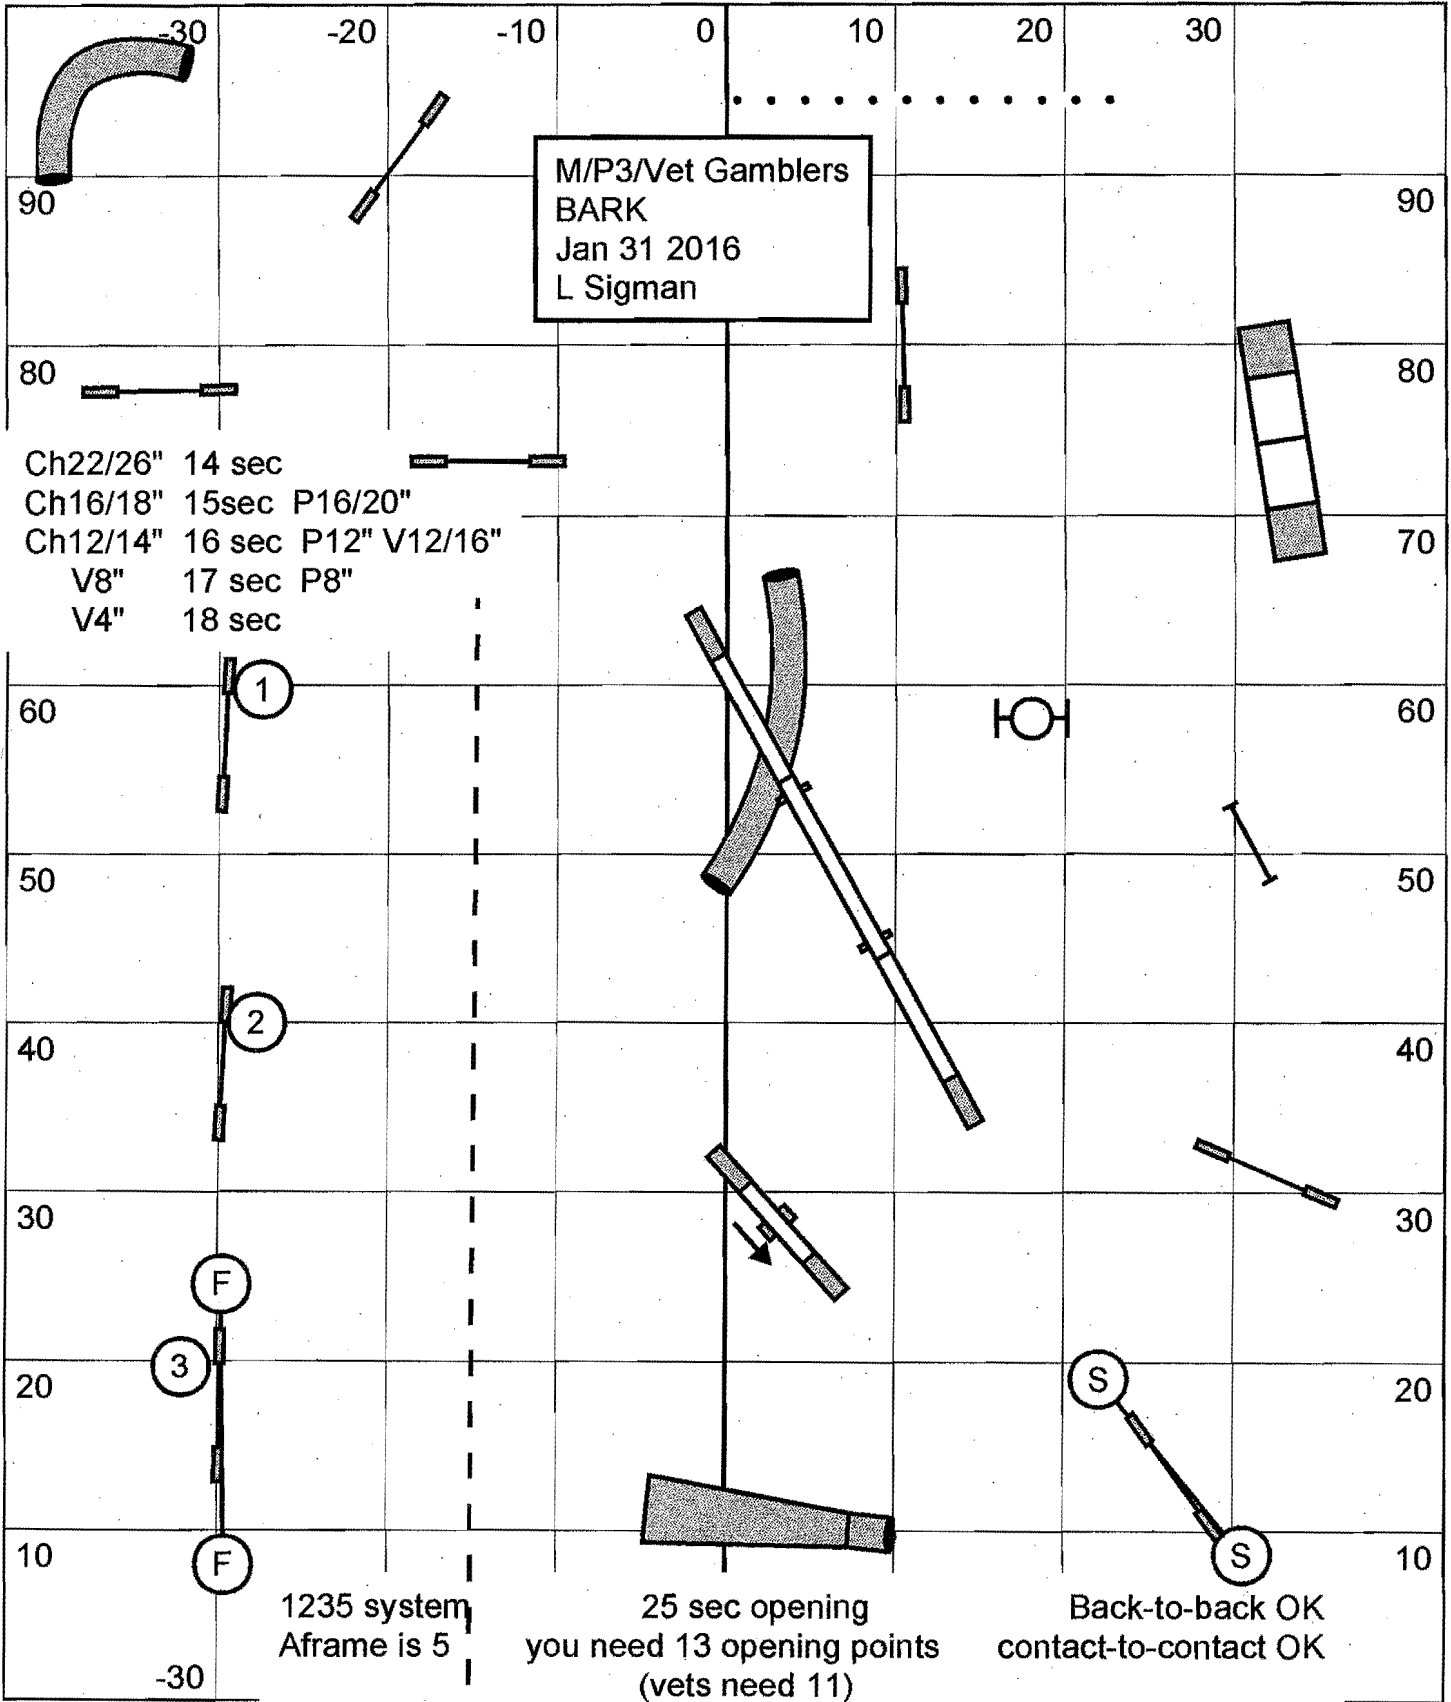 -30 -20 -10 0 10 20 30
M/P3/Vet Gamblers
BARK
Jan 31 2016
L Sigman
90 90
80 80
Ch22/26" 14 sec
Ch16/18" 15sec P16/20"
Ch12/14" 16 sec P12" V12/16"
V8" 17 sec P8"
V4" 18 sec
70
1
60 60
50 50
2
40 40
30 30
F
3
20 20
S
10 10
F
S
1235 system
Aframe is 5
25 sec opening
you need 13 opening points
(vets need 11)
Back-to-back OK
contact-to-contact OK
-30